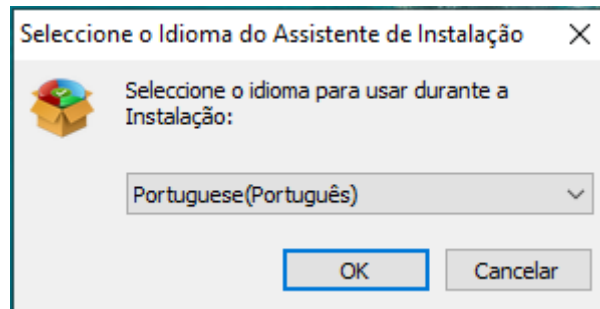 Seleccione o Idioma do Assistente de Instalação
Seleccione o idioma para usar durante a
Instalação:
Portuguese(Português)
OK
Cancelar